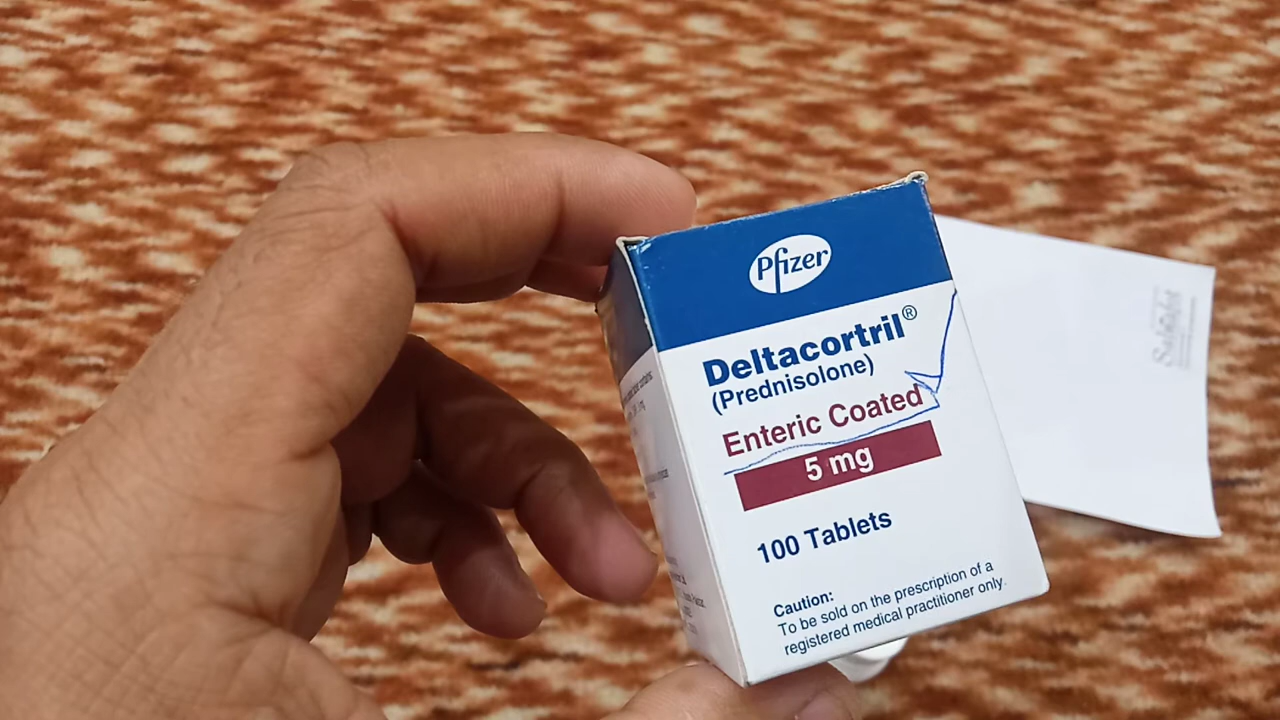 Pfizer
Deltacortril®
(Prednisolone)
Enteric Coated
5 mg
100 Tablets
Caution:
To be sold on the prescription of a
registered medical practitioner only.